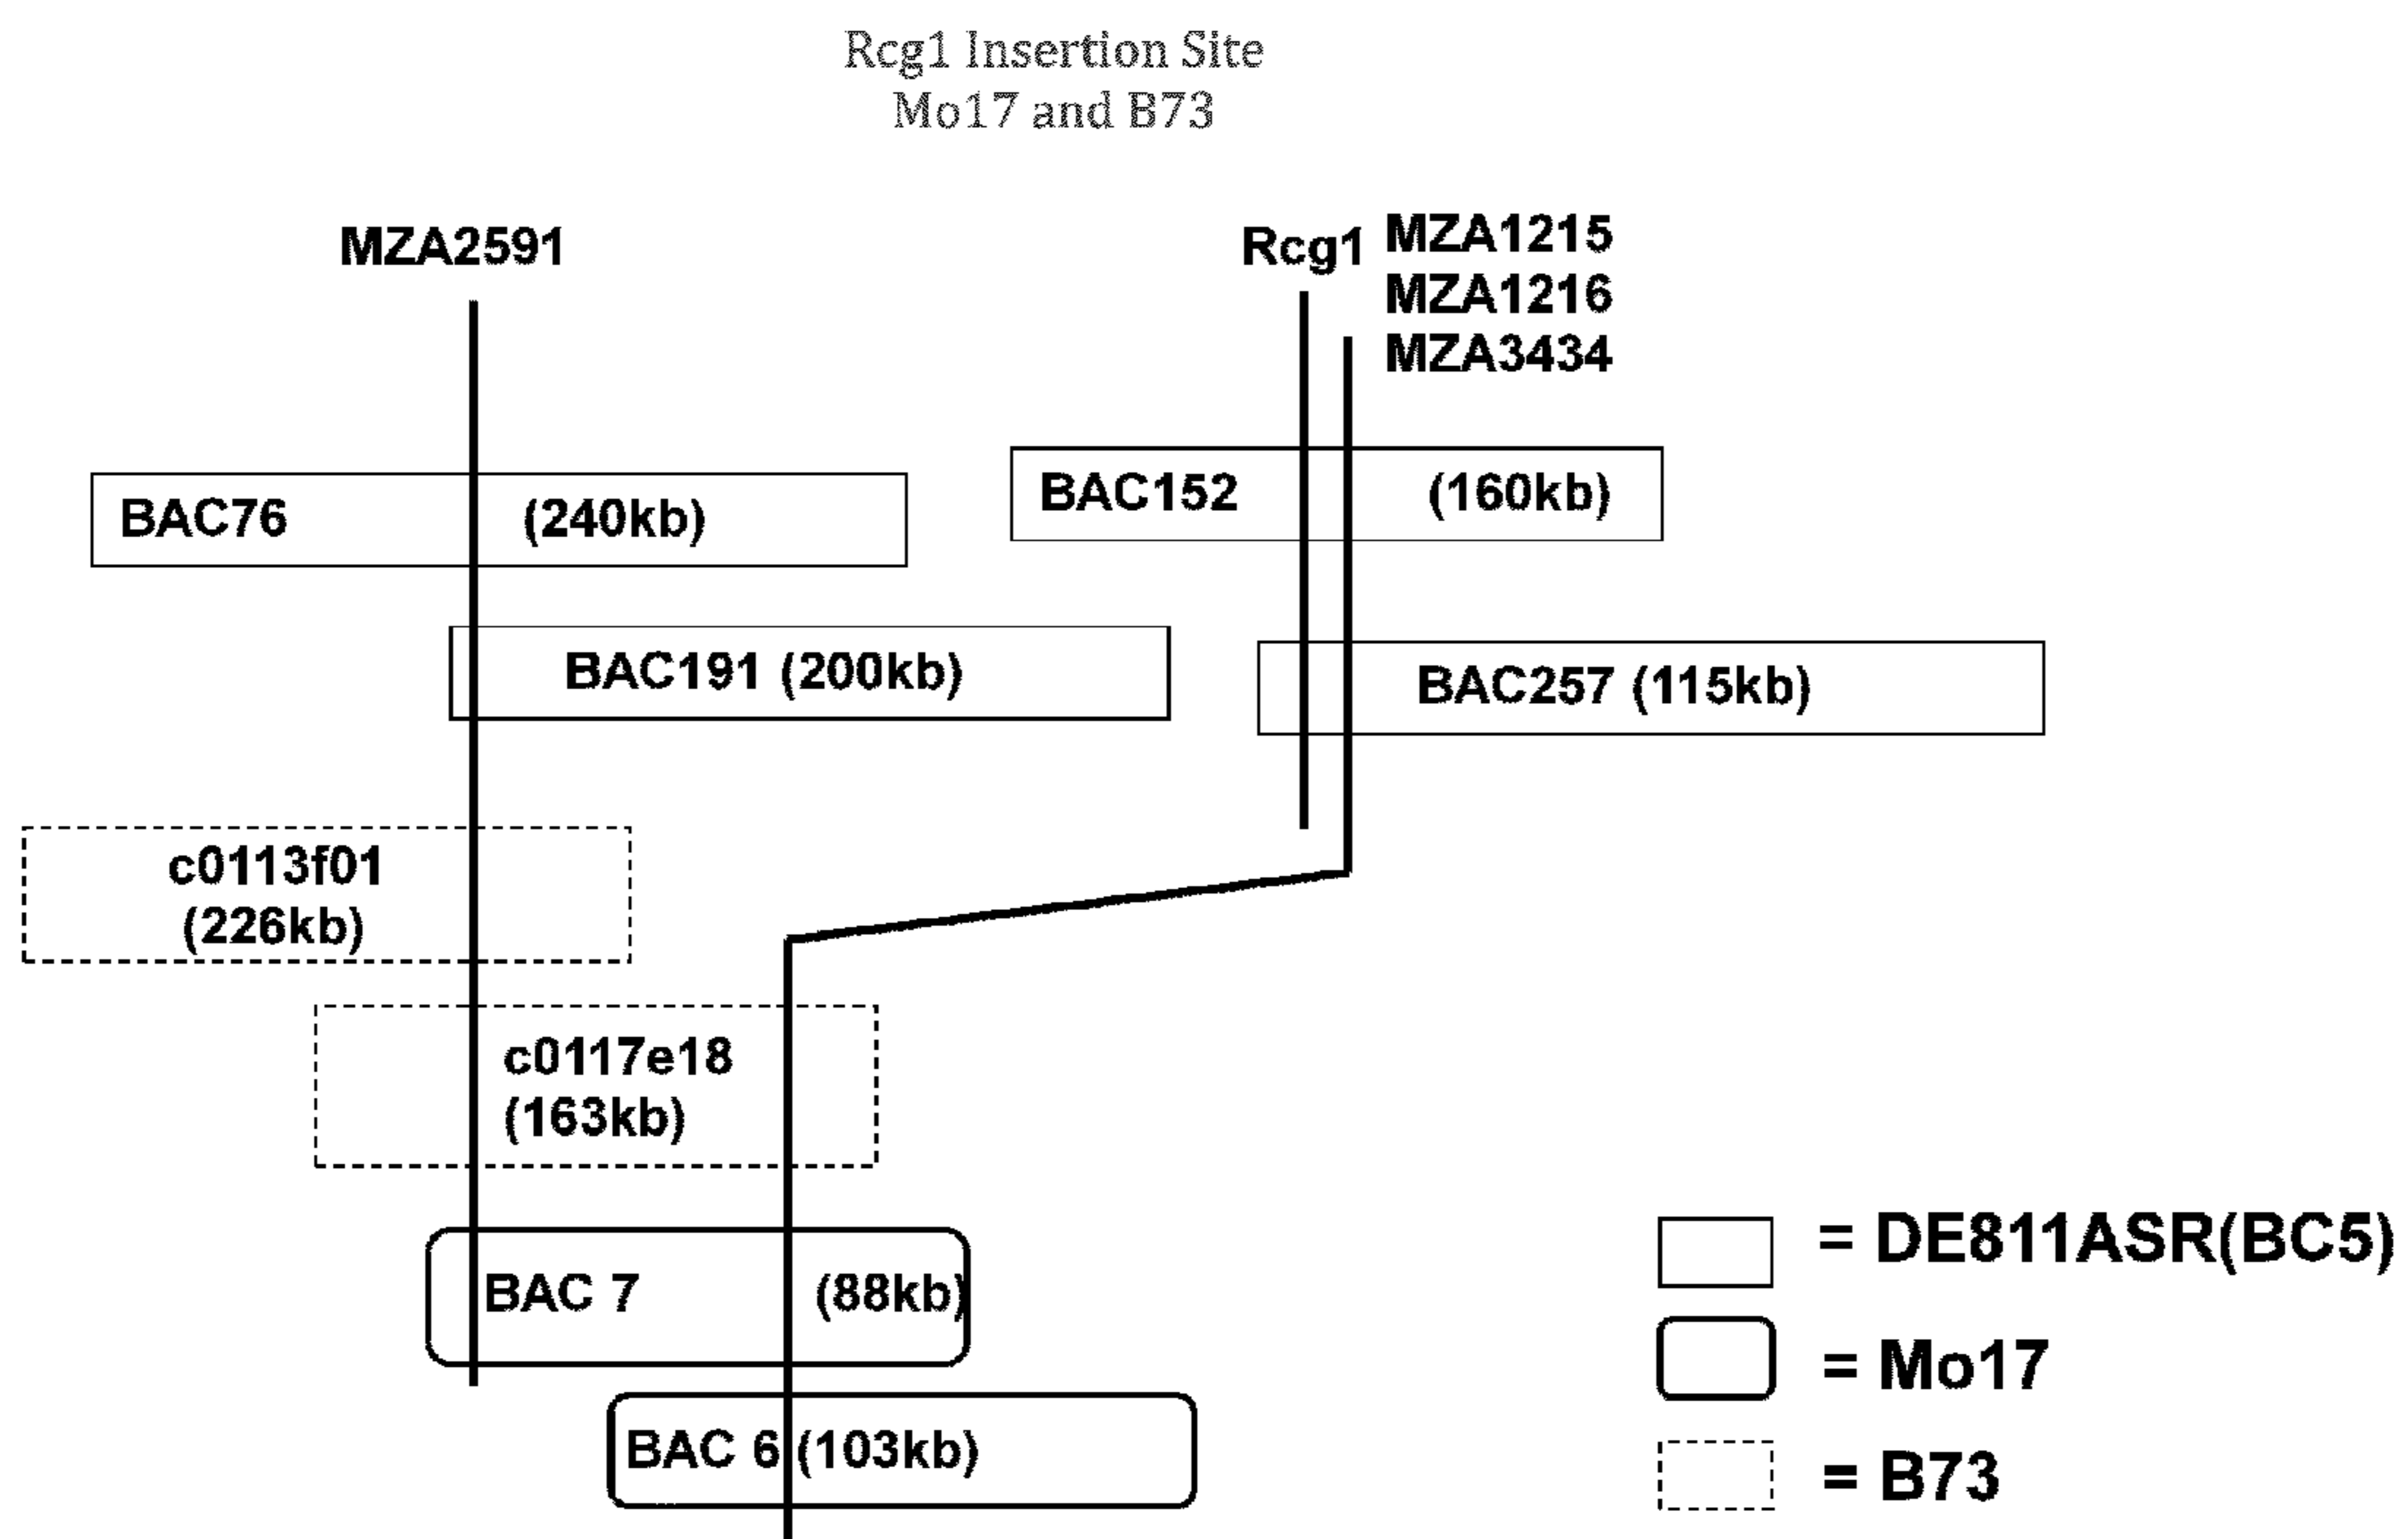 Rcg1 Insertion Site
Mo17 and B73
MZA2591
Rcg1
MZA1215
MZA1216
MZA3434
BAC76 (240kb)
BAC152 (160kb)
BAC191 (200kb)
BAC257 (115kb)
c0113f01
(226kb)
c0117e18
(163kb)
BAC 7 (88kb)
BAC 6 (103kb)
= DE811ASR(BC5)
= Mo17
= B73